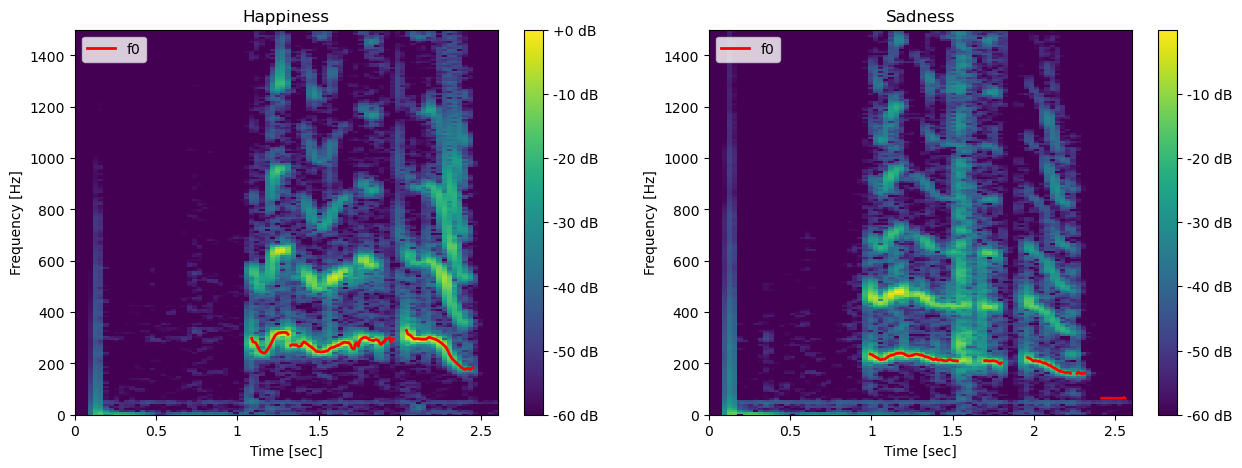 Happiness
f0
1400
1200
1000
800
600
400
200
0
Frequency [Hz]
0
0.5
1
1.5
2
2.5
Time [sec]
+0 dB
-10 dB
-20 dB
-30 dB
-40 dB
-50 dB
-60 dB
Sadness
f0
1400
1200
1000
800
600
400
200
0
Frequency [Hz]
0
0.5
1
1.5
2
2.5
Time [sec]
-10 dB
-20 dB
-30 dB
-40 dB
-50 dB
-60 dB